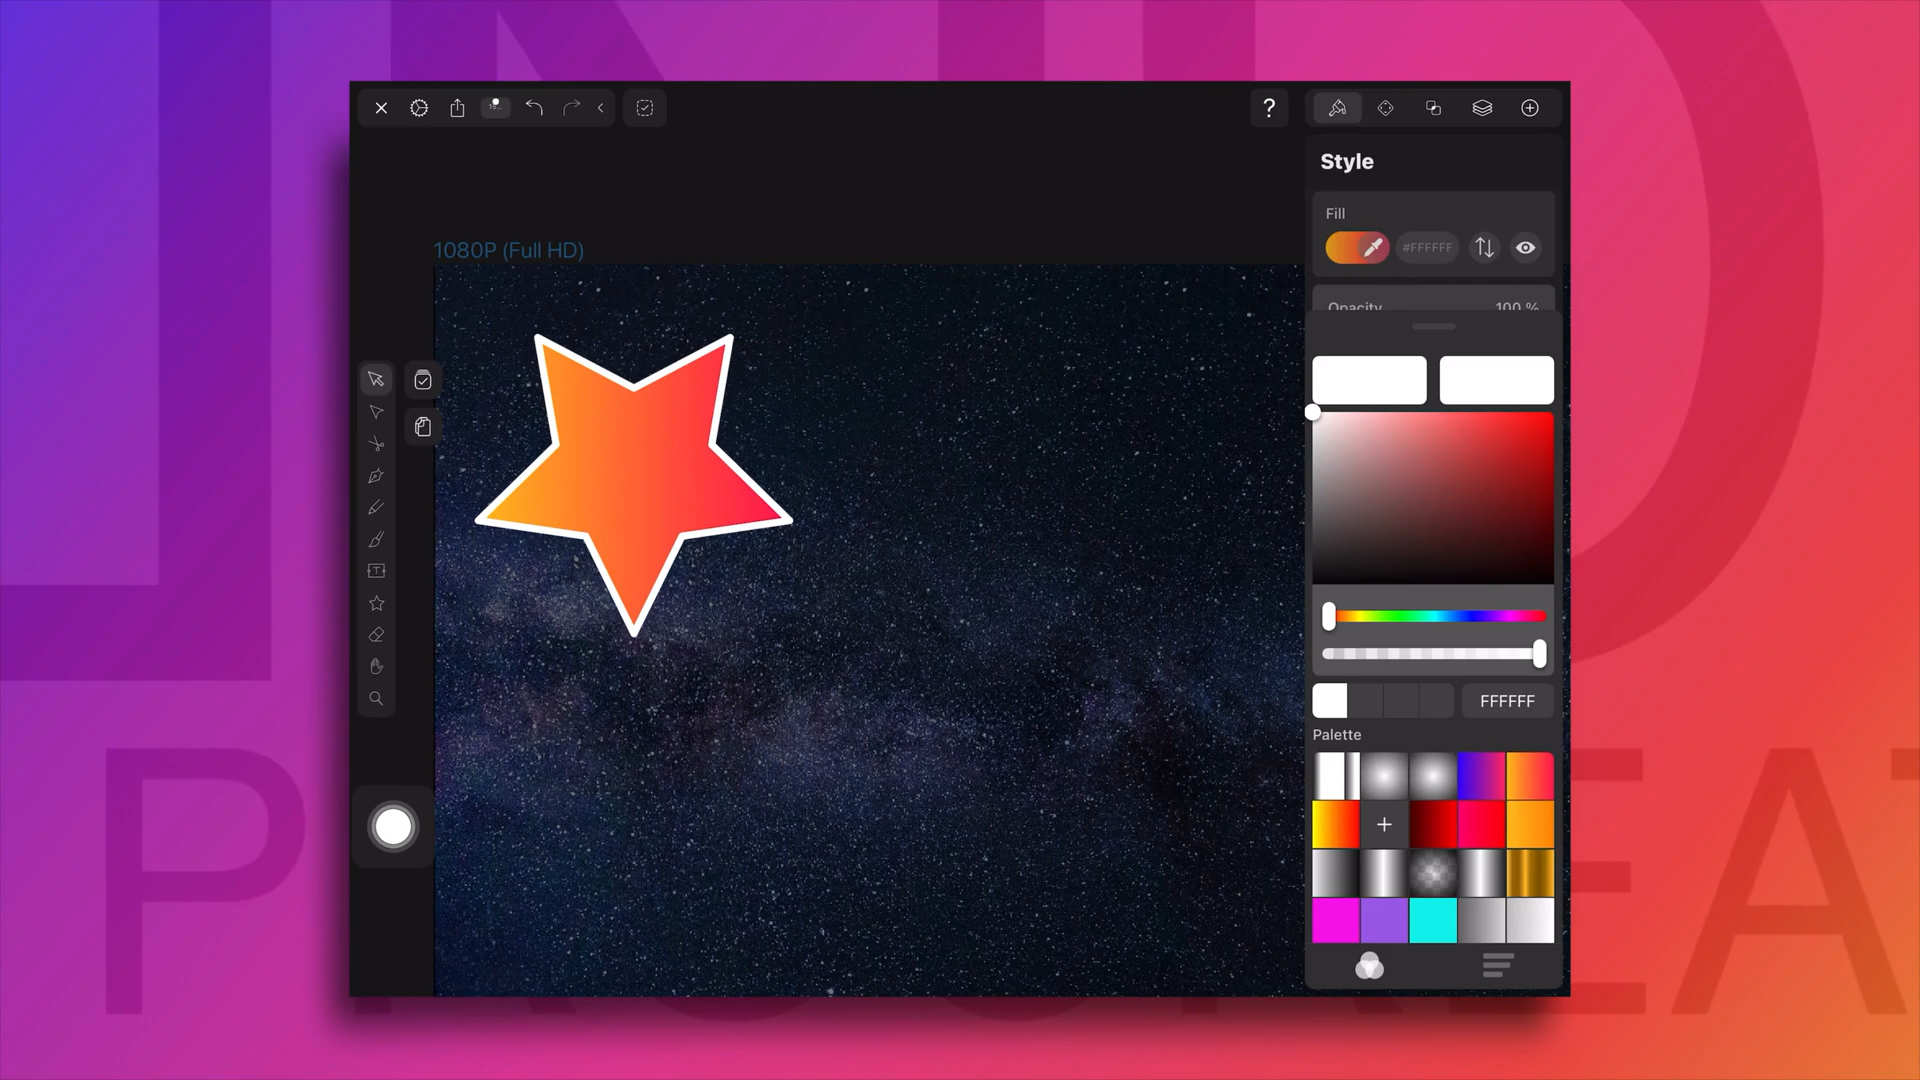 ?
Style
1080P (Full HD)
Fill
#FFFFFF
Opacity
100 %
T
FFFFFF
Palette